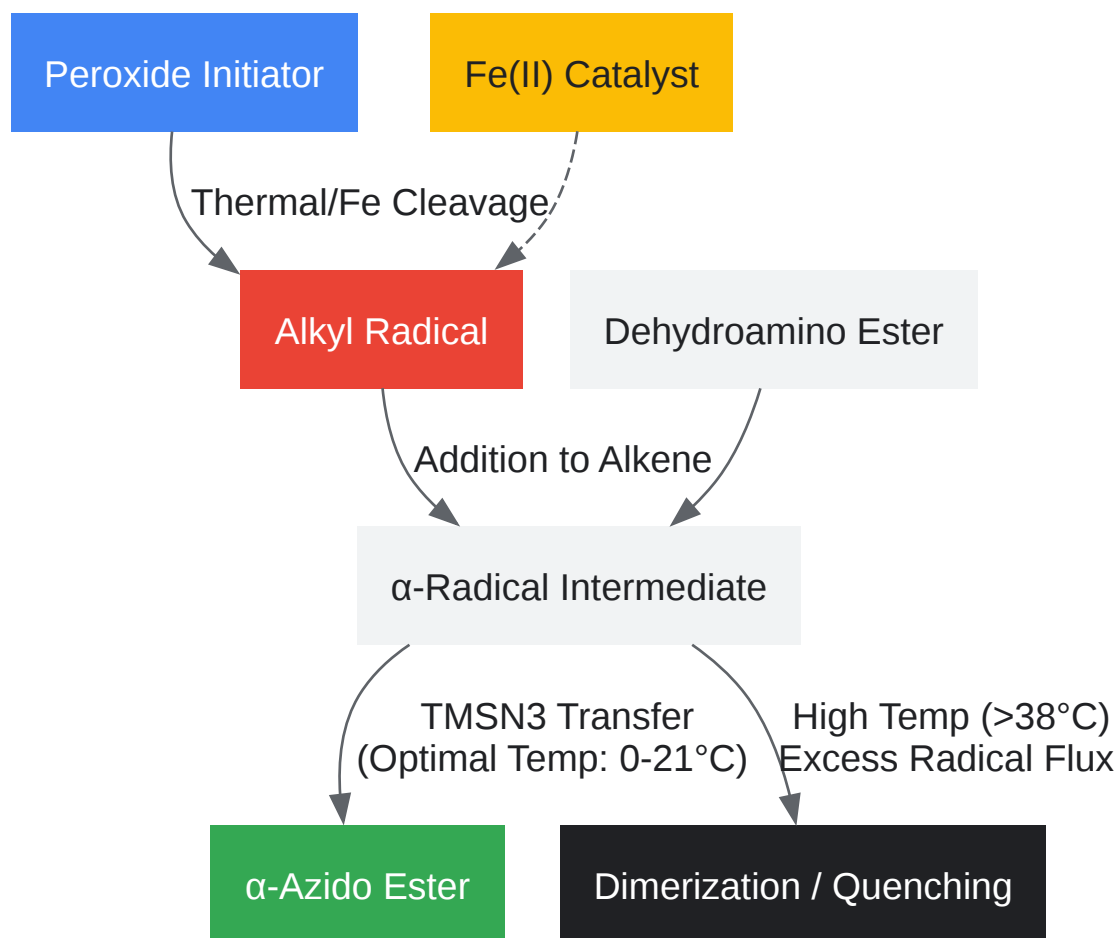 Peroxide Initiator
Fe(II) Catalyst
Thermal/Fe Cleavage
Alkyl Radical
Dehydroamino Ester
Addition to Alkene
α-Radical Intermediate
TMSN3 Transfer
(Optimal Temp: 0-21°C)
High Temp (>38°C)
Excess Radical Flux
α-Azido Ester
Dimerization / Quenching